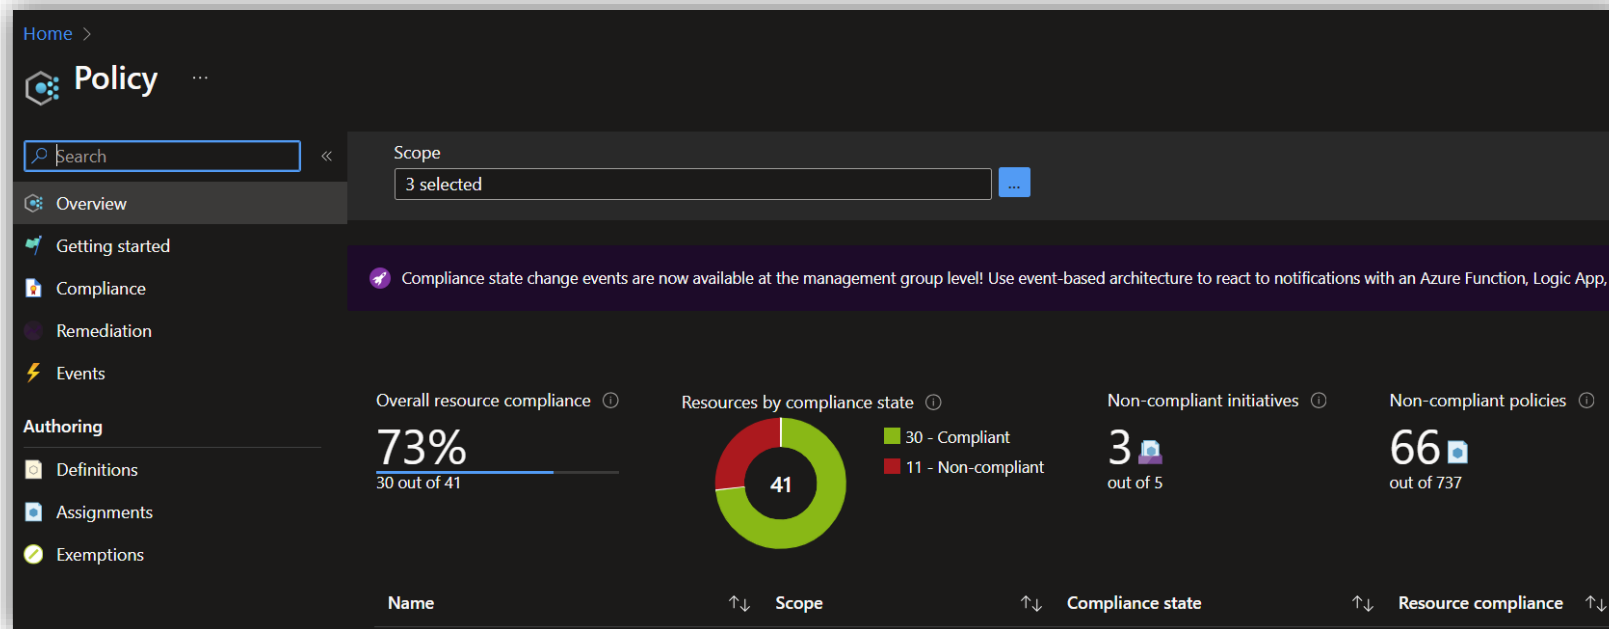 Home >
Policy ...
Search «
Scope
3 selected ...
Overview
Getting started
Compliance
Remediation
Events
Authoring
Definitions
Assignments
Exemptions
Compliance state change events are now available at the management group level! Use event-based architecture to react to notifications with an Azure Function, Logic App,
Overall resource compliance
73%
30 out of 41
Resources by compliance state
41
30 - Compliant
11 - Non-compliant
Non-compliant initiatives
3
out of 5
Non-compliant policies
66
out of 737
Name ↑↓ Scope ↑↓ Compliance state ↑↓ Resource compliance ↑↓